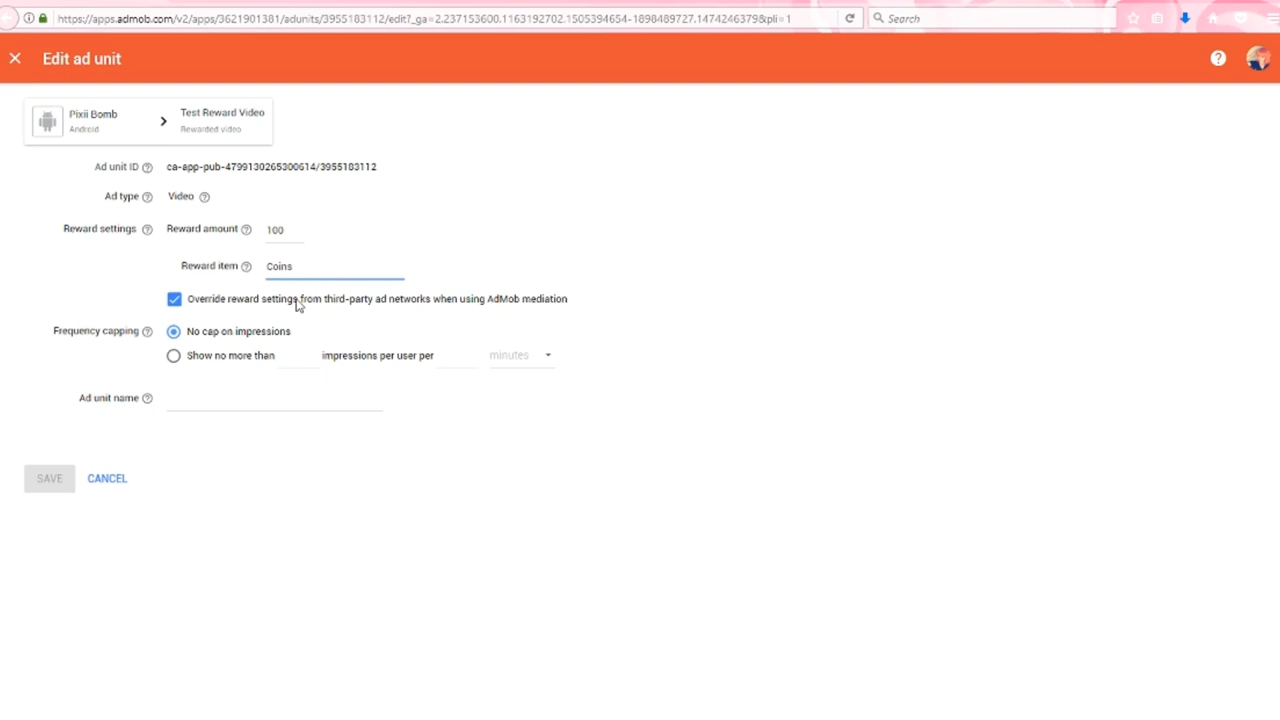 https://apps.admob.com/v2/apps/3621901381/adunits/3955183112/edit?_ga=2.237153600.1163192702.1505394654-1898489727.1474246379&pli=1
Search
Edit ad unit
Pixii Bomb
Android
Test Reward Video
Rewarded video
Ad unit ID ca-app-pub-4799130265300614/3955183112
Ad type Video
Reward settings Reward amount 100
Reward item Coins
Override reward settings from third-party ad networks when using AdMob mediation
Frequency capping No cap on impressions
Show no more than impressions per user per minutes
Ad unit name
SAVE CANCEL